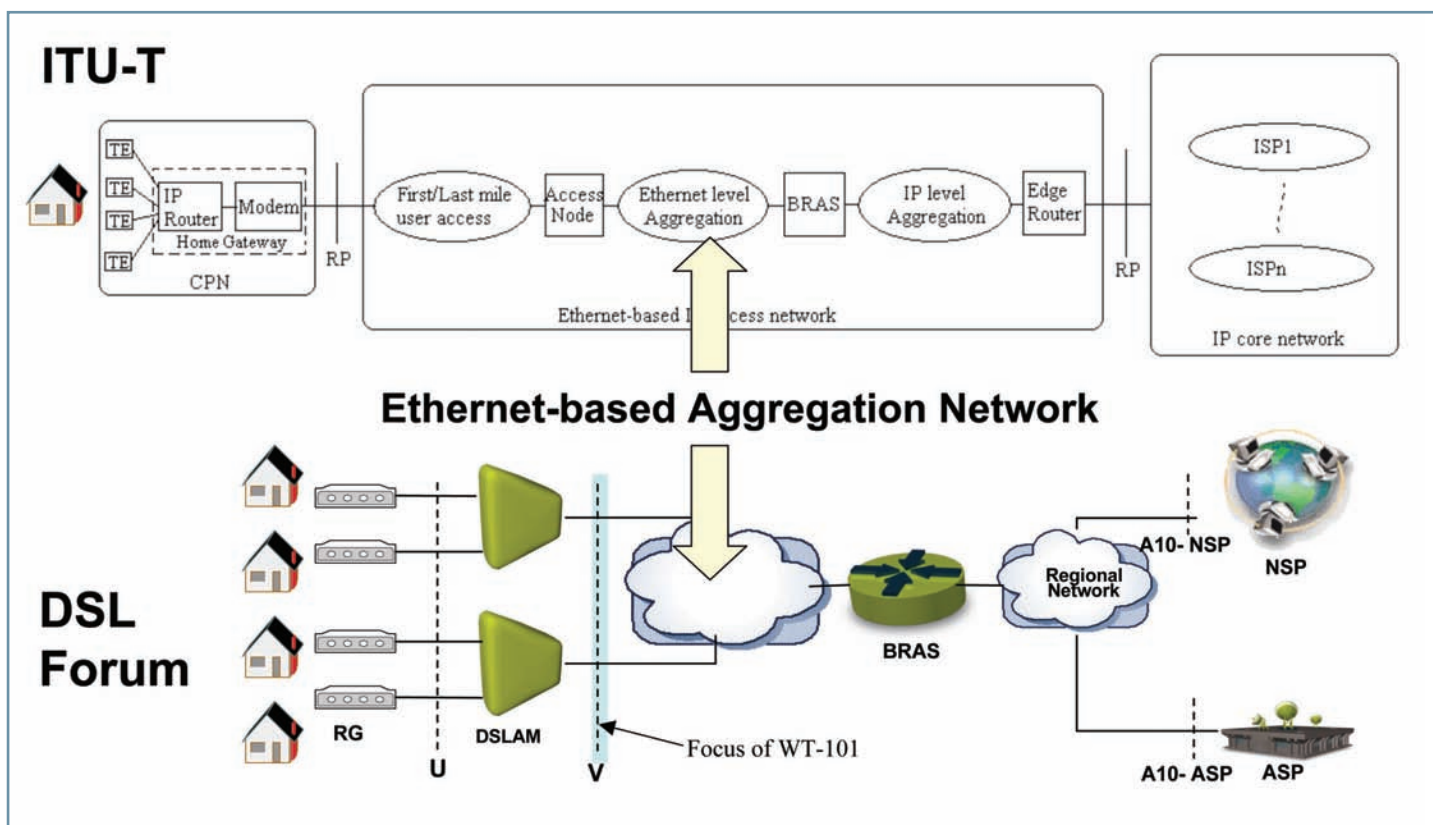 ITU-T
TE
TE
TE
TE
IP
Router
Modem
Home Gateway
CPN
RP
First/Last mile
user access
Access
Node
Ethernet level
Aggregation
BRAS
IP level
Aggregation
Edge
Router
Ethernet-based I cess network
RP
ISP1
ISPn
IP core network
Ethernet-based Aggregation Network
DSL
Forum
RG
U
DSLAM
V
Focus of WT-101
BRAS
Regional
Network
A10- NSP
NSP
A10- ASP
ASP